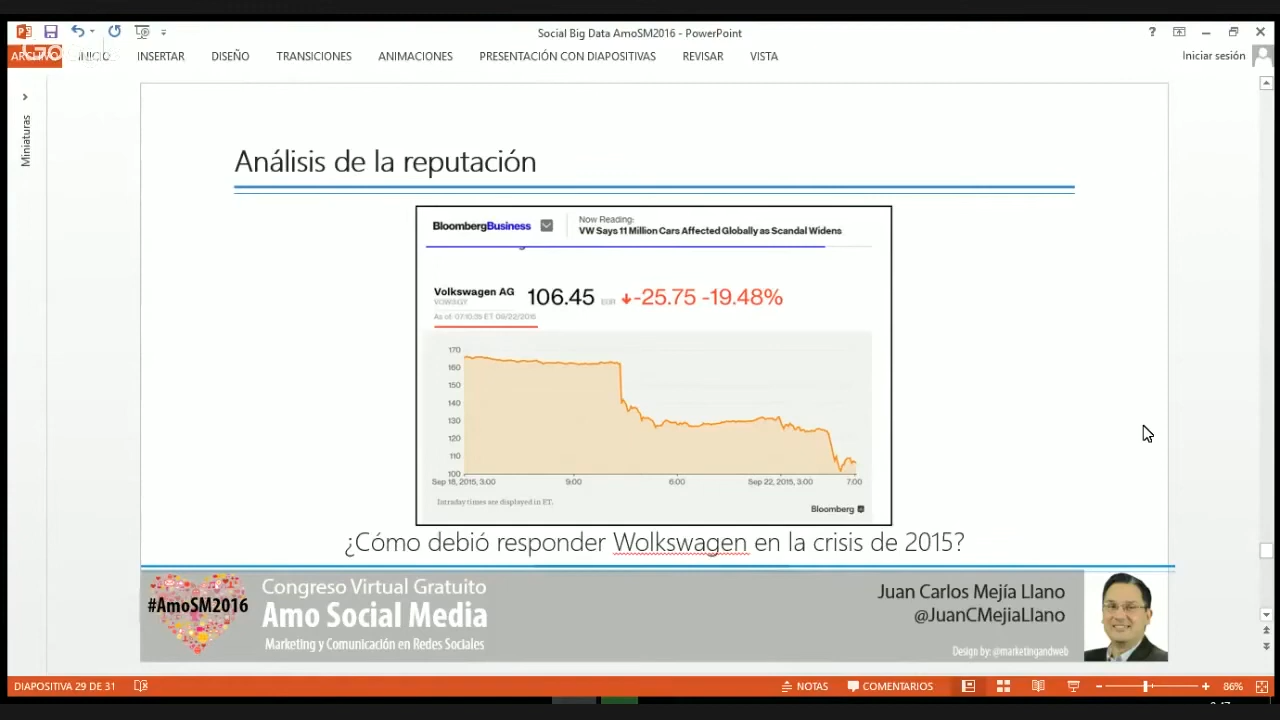 Social Big Data AmoSM2016 - PowerPoint
?
ARCHIVO
INICIO
INSERTAR
DISEÑO
TRANSICIONES
ANIMACIONES
PRESENTACIÓN CON DIAPOSITIVAS
REVISAR
VISTA
Iniciar sesión
Miniaturas
Análisis de la reputación
BloombergBusiness
Now Reading:
VW Says 11 Million Cars Affected Globally as Scandal Widens
Volkswagen AG
106.45 EGR -25.75 -19.48%
170
160
150
140
130
120
110
100
Sep 18, 2015, 3:00
9:00
6:00
Sep 22, 2015, 3:00
7:00
Intraday times are displayed in ET.
Bloomberg
¿Cómo debió responder Wolkswagen en la crisis de 2015?
#AmoSM2016
Congreso Virtual Gratuito
Amo Social Media
Marketing y Comunicación en Redes Sociales
Juan Carlos Mejía Llano
@JuanCMejiaLlano
Design by: @marketingandweb
DIAPOSITIVA 29 DE 31
NOTAS
COMENTARIOS
86%